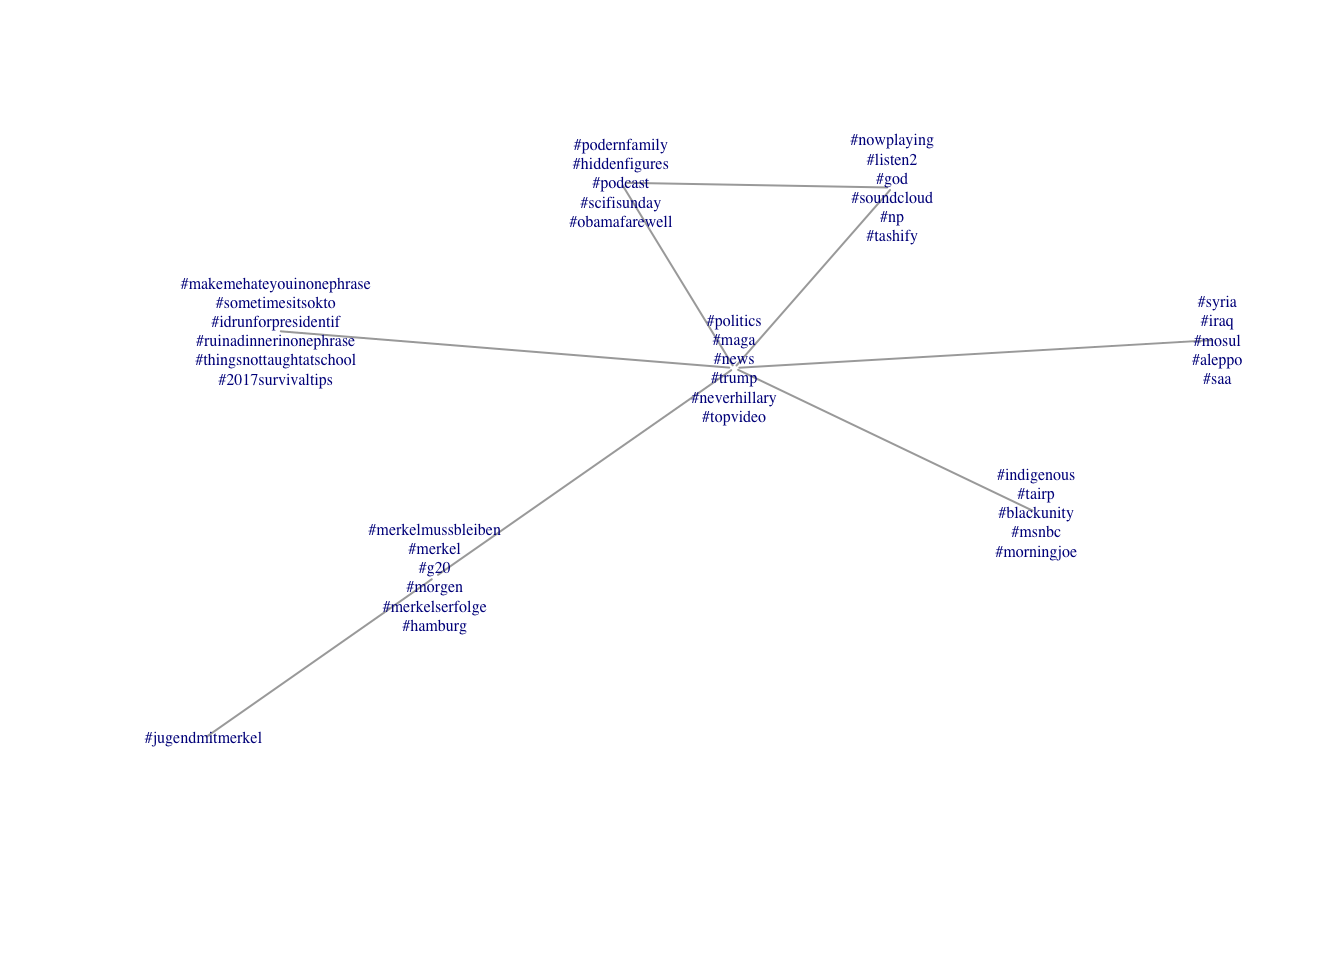 #podernfamily
#hiddenfigures
#podcast
#scifisunday
#obamafarewell
#nowplaying
#listen2
#god
#soundcloud
#np
#tashify
#makemehateyouinonephrase
#sometimesitsokto
#idrunforpresidentif
#ruinadinnerinonephrase
#thingsnottaughtatschool
#2017survivaltips
#politics
#maga
#news
#trump
#neverhillary
#topvideo
#syria
#iraq
#mosul
#aleppo
#saa
#indigenous
#tairp
#blackunity
#msnbc
#morningjoe
#merkelmussbleiben
#merkel
#g20
#morgen
#merkelserfolge
#hamburg
#jugendmitmerkel